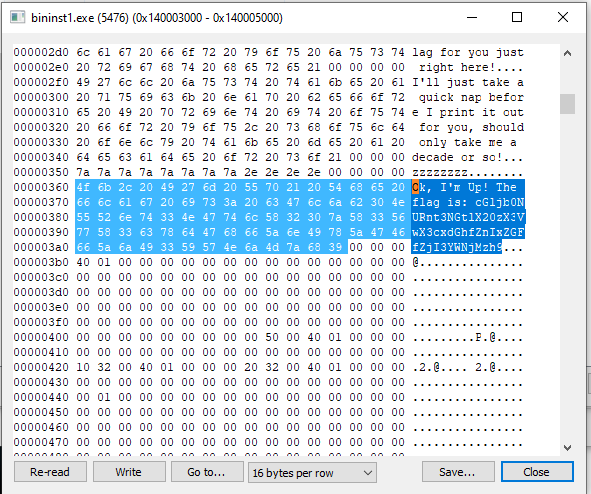 bininst1.exe (5476) (0x140003000 - 0x140005000)
000002d0 6c 61 67 20 66 6f 72 20 79 6f 75 20 6a 75 73 74 lag for you just
000002e0 20 72 69 67 68 74 20 68 65 72 65 21 00 00 00 00  right here!....
000002f0 49 27 6c 6c 20 6a 75 73 74 20 74 61 6b 65 20 61 I'll just take a
00000300 20 71 75 69 63 6b 20 6e 61 70 20 62 65 66 6f 72  quick nap befor
00000310 65 20 49 20 70 72 69 6e 74 20 69 74 20 6f 75 74 e I print it out
00000320 20 66 6f 72 20 79 6f 75 2c 20 73 68 6f 75 6c 64  for you, should
00000330 20 6f 6e 6c 79 20 74 61 6b 65 20 6d 65 20 61 20  only take me a
00000340 64 65 63 61 64 65 20 6f 72 20 73 6f 21 00 00 00 decade or so!...
00000350 7a 7a 7a 7a 7a 7a 7a 7a 2e 2e 2e 2e 00 00 00 00 zzzzzzzz........
00000360 4f 6b 2c 20 49 27 6d 20 55 70 21 20 54 68 65 20 Ok, I'm Up! The
00000370 66 6c 61 67 20 69 73 3a 20 63 47 6c 6a 62 30 4e flag is: cGljb0N
00000380 55 52 6e 74 33 4e 47 74 6c 58 32 30 7a 58 33 56 URnt3NGtlX20zX3V
00000390 77 58 33 63 78 64 47 68 66 5a 6e 49 78 5a 47 46 wX3cxdGhfZnIxZGF
000003a0 66 5a 6a 49 33 59 57 4e 6a 4d 7a 68 39 00 00 00 fZjI3YWNjMzh9...
000003b0 40 01 00 00 00 00 00 00 00 00 00 00 00 00 00 00 @...............
000003c0 00 00 00 00 00 00 00 00 00 00 00 00 00 00 00 00 ................
000003d0 00 00 00 00 00 00 00 00 00 00 00 00 00 00 00 00 ................
000003e0 00 00 00 00 00 00 00 00 00 00 00 00 00 00 00 00 ................
000003f0 00 00 00 00 00 00 00 00 00 00 00 00 00 00 00 00 ................
00000400 00 00 00 00 00 00 00 00 00 50 00 40 01 00 00 00 .........P.@....
00000410 00 00 00 00 00 00 00 00 00 00 00 00 00 00 00 00 ................
00000420 10 32 00 40 01 00 00 00 20 32 00 40 01 00 00 00 .2.@.... 2.@....
00000430 00 00 00 00 00 00 00 00 00 00 00 00 00 00 00 00 ................
00000440 00 01 00 00 00 00 00 00 00 00 00 00 00 00 00 00 ................
00000450 00 00 00 00 00 00 00 00 00 00 00 00 00 00 00 00 ................
00000460 00 00 00 00 00 00 00 00 00 00 00 00 00 00 00 00 ................
00000470 00 00 00 00 00 00 00 00 00 00 00 00 00 00 00 00 ................
Re-read Write Go to... 16 bytes per row Save... Close